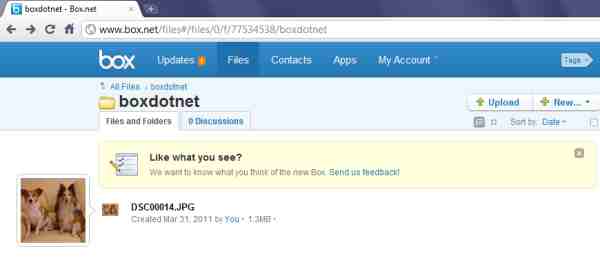 boxdotnet - Box.net
www.box.net/files#/files/0/f/77534538/boxdotnet
box Updates Files Contacts Apps My Account Tags
All Files boxdotnet
boxdotnet
Upload New...
Files and Folders 0 Discussions Sort by: Date
Like what you see?
We want to know what you think of the new Box. Send us feedback!
DSC00014.JPG
Created Mar 31, 2011 by You • 1.3MB •